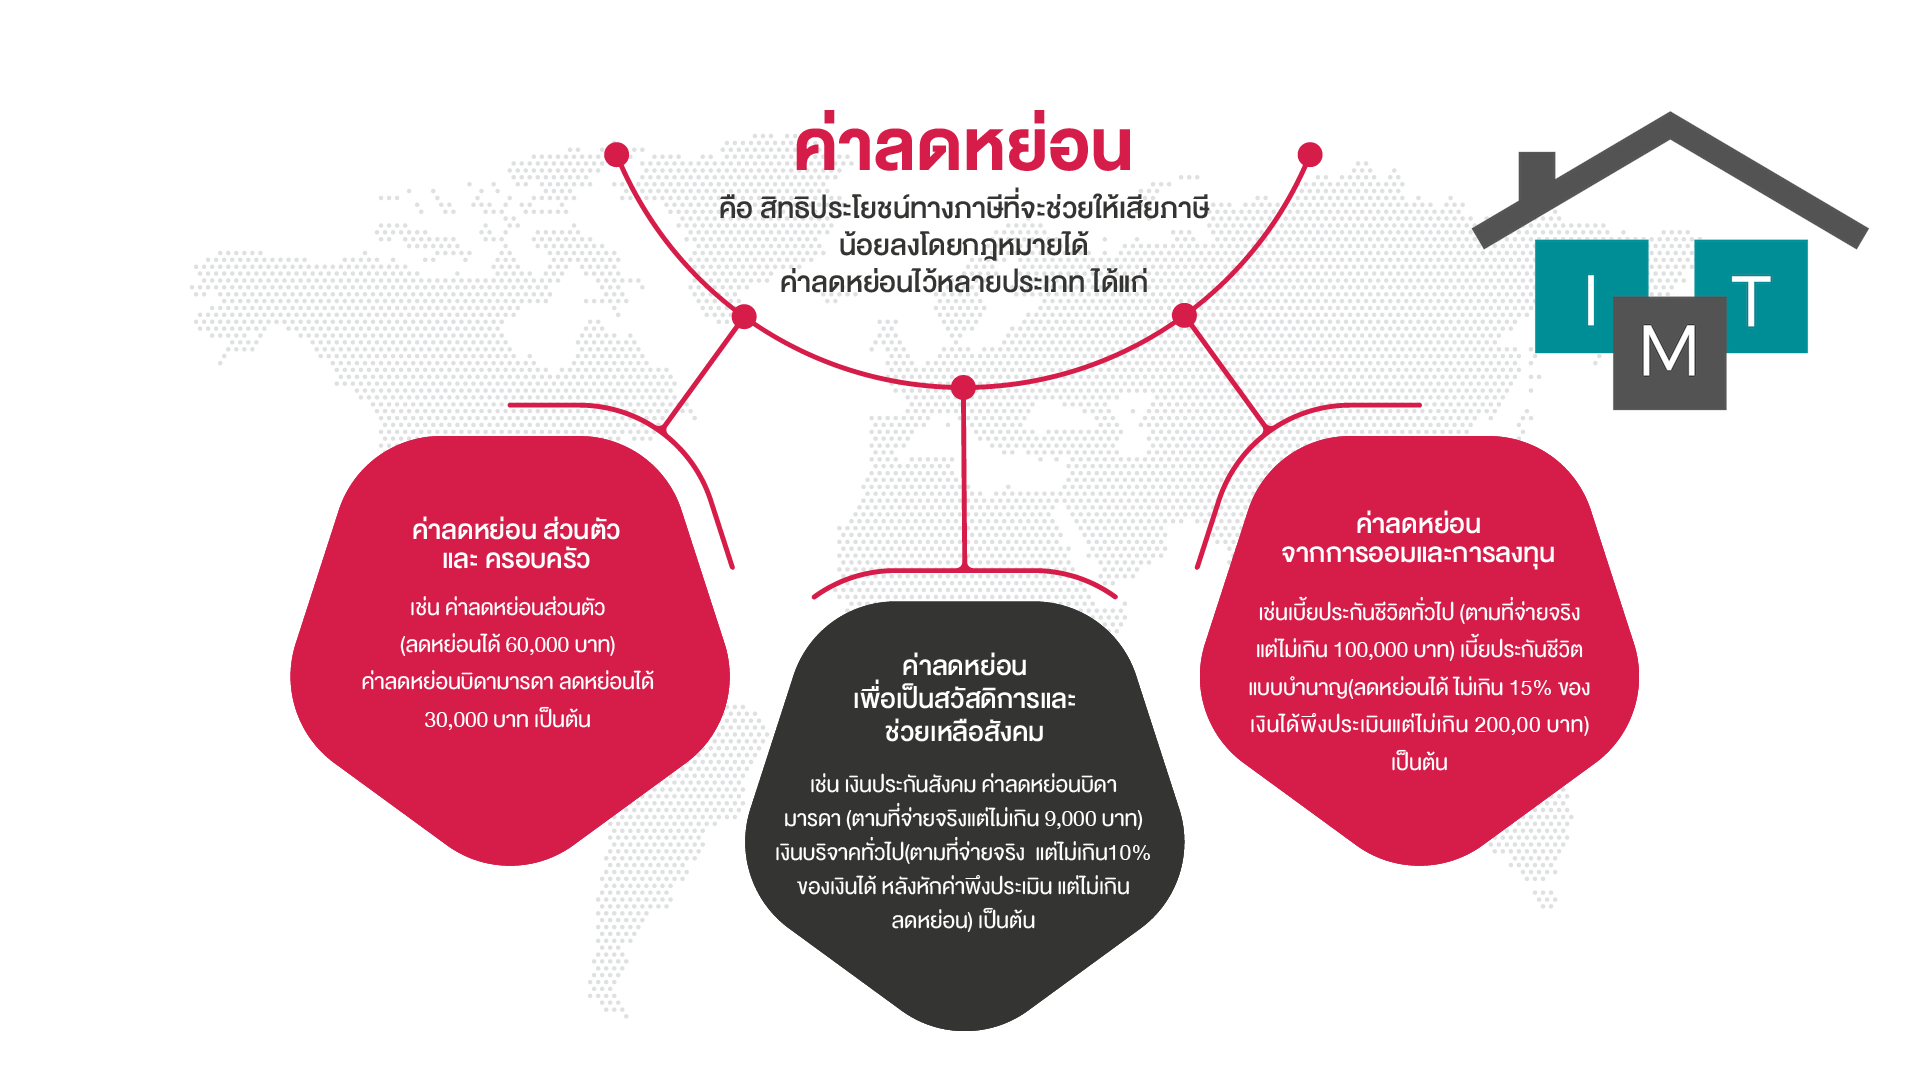 ค่าลดหย่อน
คือ สิทธิประโยชน์ทางภาษีที่จะช่วยให้เสียภาษี
น้อยลงโดยกฎหมายได้
ค่าลดหย่อนไว้หลายประเภท ได้แก่
I
M
T
ค่าลดหย่อน ส่วนตัว
และ ครอบครัว
เช่น ค่าลดหย่อนส่วนตัว
(ลดหย่อนได้ 60,000 บาท)
ค่าลดหย่อนบิดามารดา ลดหย่อนได้
30,000 บาท เป็นต้น
ค่าลดหย่อน
เพื่อเป็นสวัสดิการและ
ช่วยเหลือสังคม
เช่น เงินประกันสังคม ค่าลดหย่อนบิดา
มารดา (ตามที่จ่ายจริงแต่ไม่เกิน 9,000 บาท)
เงินบริจาคทั่วไป(ตามที่จ่ายจริง  แต่ไม่เกิน10%
ของเงินได้ หลังหักค่าพึงประเมิน แต่ไม่เกิน
ลดหย่อน) เป็นต้น
ค่าลดหย่อน
จากการออมและการลงทุน
เช่นเบี้ยประกันชีวิตทั่วไป (ตามที่จ่ายจริง
แต่ไม่เกิน 100,000 บาท) เบี้ยประกันชีวิต
แบบบำนาญ(ลดหย่อนได้ ไม่เกิน 15% ของ
เงินได้พึงประเมินแต่ไม่เกิน 200,00 บาท)
เป็นต้น